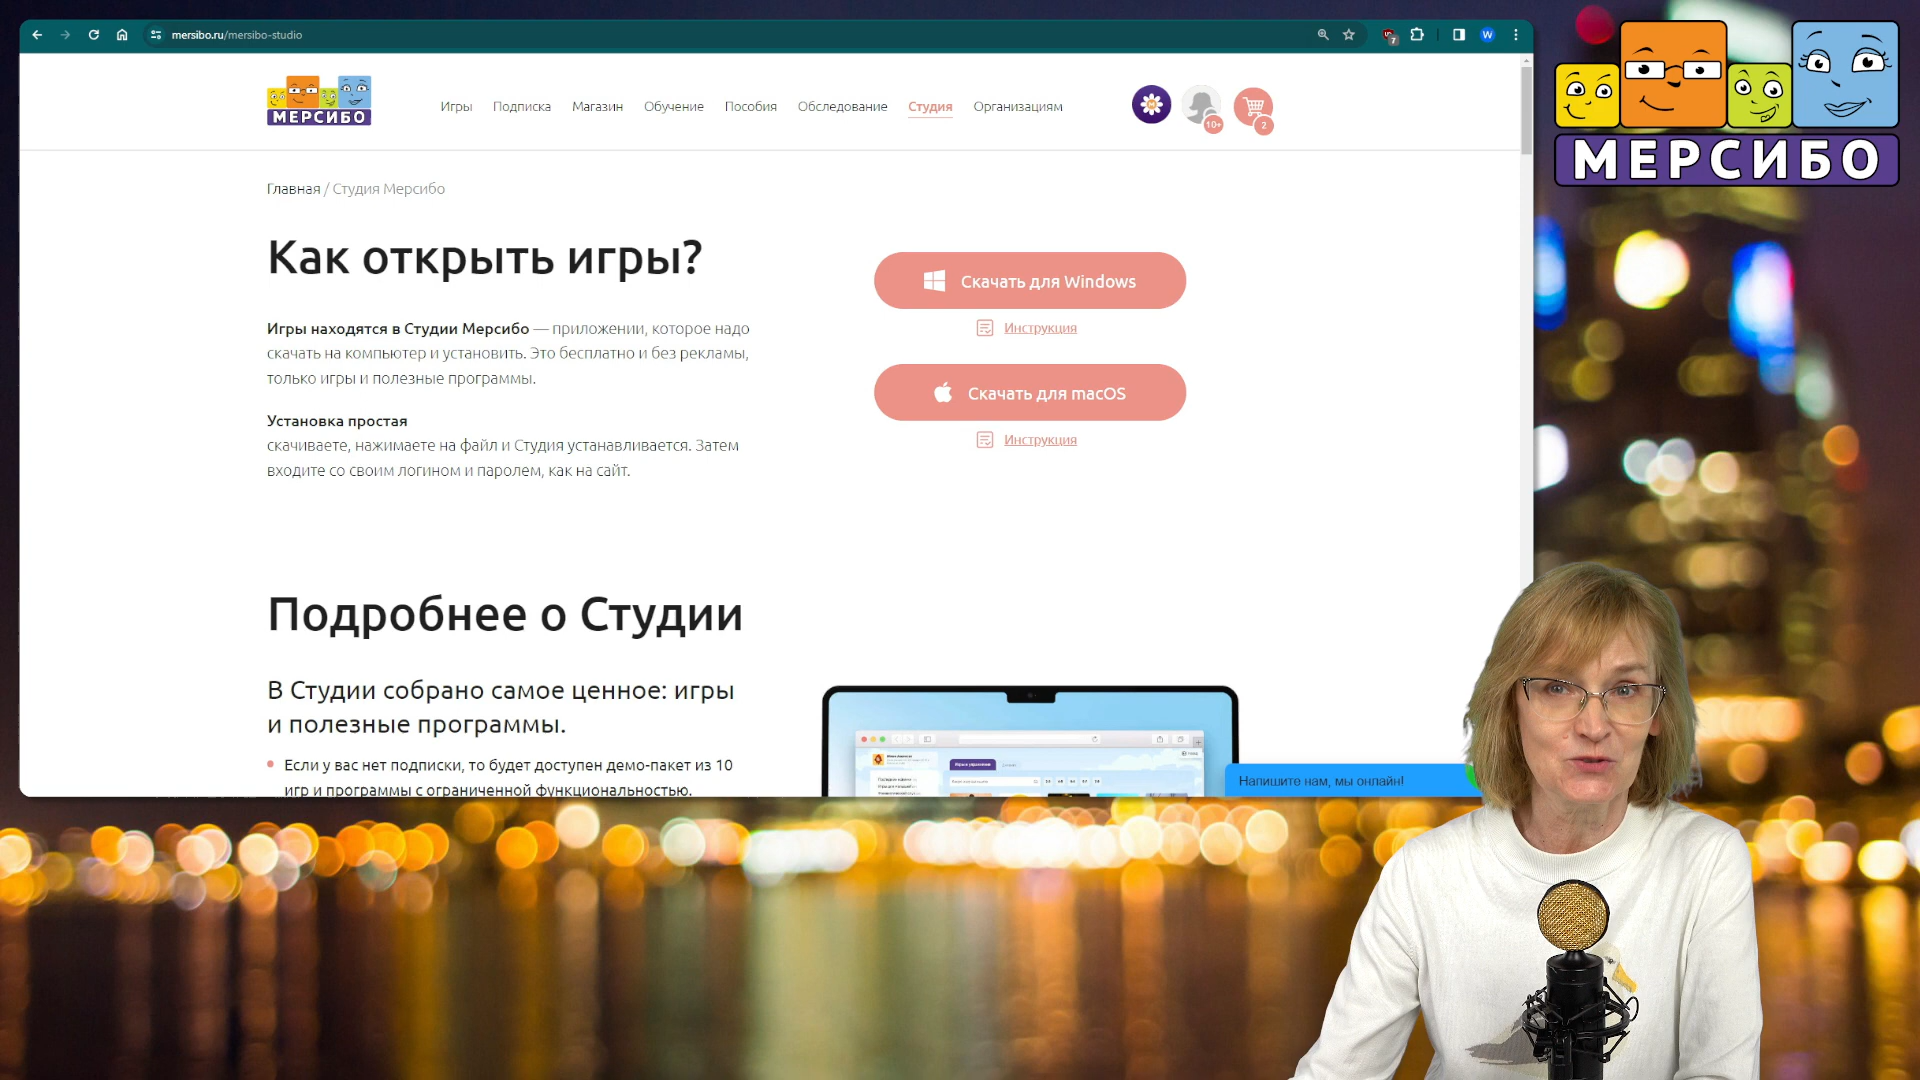 mersibo.ru/mersibo-studio
7
W
МЕРСИБО
Игры Подписка Магазин Обучение Пособия Обследование Студия Организациям
10+
2
МЕРСИБО
Главная / Студия Мерсибо
Как открыть игры?
Игры находятся в Студии Мерсибо — приложении, которое надо
скачать на компьютер и установить. Это бесплатно и без рекламы,
только игры и полезные программы.
Установка простая
скачиваете, нажимаете на файл и Студия устанавливается. Затем
входите со своим логином и паролем, как на сайт.
Скачать для Windows
Инструкция
Скачать для macOS
Инструкция
Подробнее о Студии
В Студии собрано самое ценное: игры
и полезные программы.
Если у вас нет подписки, то будет доступен демо-пакет из 10
игр и программы с ограниченной функциональностью.
Напишите нам, мы онлайн!